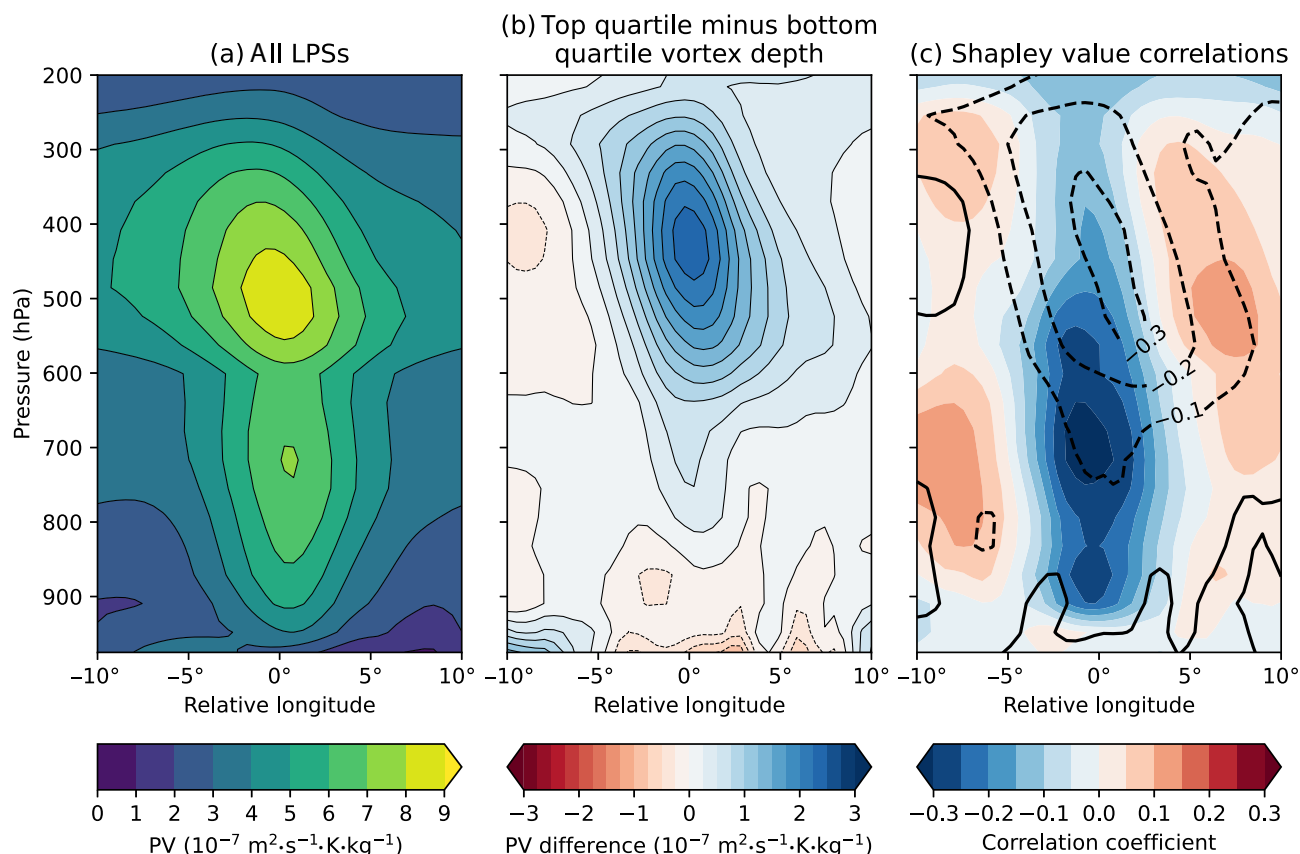 (a) All LPSs
(b) Top quartile minus bottom
quartile vortex depth
(c) Shapley value correlations
200
300
400
500
600
700
800
900
Pressure (hPa)
−0.3
−0.2
−0.1
−10° −5° 0° 5° 10°
−10° −5° 0° 5° 10°
−10° −5° 0° 5° 10°
Relative longitude
Relative longitude
Relative longitude
0 1 2 3 4 5 6 7 8 9
PV (10⁻⁷ m²·s⁻¹·K·kg⁻¹)
−3 −2 −1 0 1 2 3
PV difference (10⁻⁷ m²·s⁻¹·K·kg⁻¹)
−0.3 −0.2 −0.1 0.0 0.1 0.2 0.3
Correlation coefficient